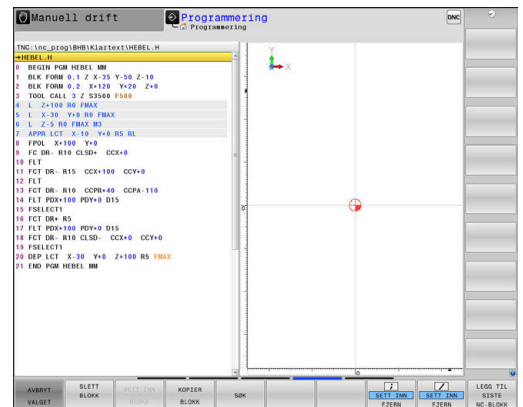 Manuell drift
Programmering
Programmering
DNC
TNC:\nc_prog\BHB\Klartext\HEBEL.H
→HEBEL.H
0 BEGIN PGM HEBEL MM
1 BLK FORM 0.1 Z X-35 Y-50 Z-10
2 BLK FORM 0.2 X+120 Y+20 Z+0
3 TOOL CALL 3 Z S3500 F500
4 L Z+100 R0 FMAX
5 L X-30 Y+0 R0 FMAX
6 L Z-5 R0 FMAX M3
7 APPR LCT X-10 Y+0 R5 RL
8 FPOL X+100 Y+0
9 FC DR- R10 CLSD+ CCX+0
10 FLT
11 FCT DR- R15 CCX+100 CCY+0
12 FLT
13 FCT DR- R10 CCPR+40 CCPA-110
14 FLT PDX+100 PDY+0 D15
15 FSELECT1
16 FCT DR+ R5
17 FLT PDX+100 PDY+0 D15
18 FCT DR- R10 CLSD- CCX+0 CCY+0
19 FSELECT1
20 DEP LCT X-30 Y+0 Z+100 R5 FMAX
21 END PGM HEBEL MM
Y
X
0
0
AVBRYT VALGET
SLETT BLOKK
SETT INN BLOKK
KOPIER BLOKK
SØK
SETT INN FJERN
SETT INN FJERN
LEGG TIL SISTE NC-BLOKK